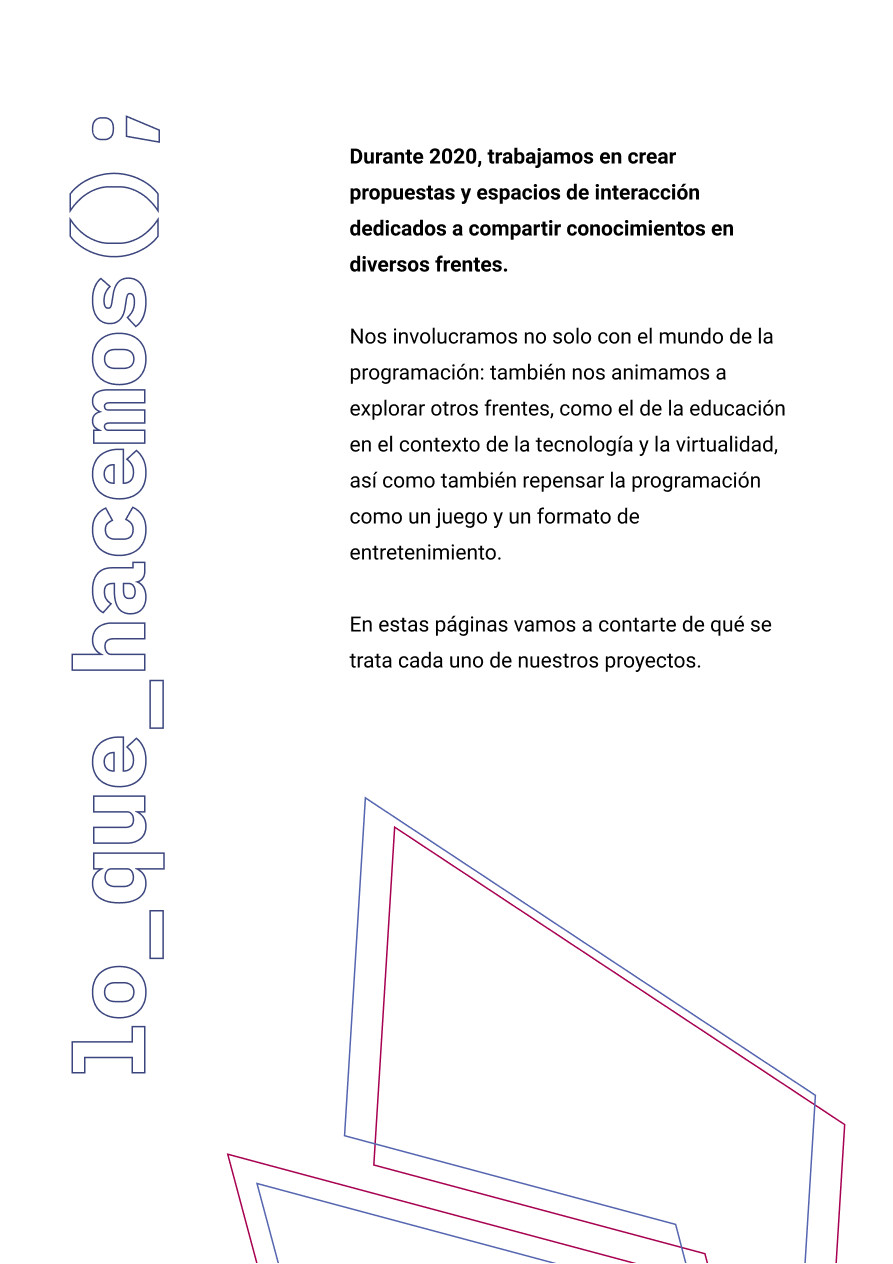 lo_que_hacemos();
Durante 2020, trabajamos en crear
propuestas y espacios de interacción
dedicados a compartir conocimientos en
diversos frentes.
Nos involucramos no solo con el mundo de la
programación: también nos animamos a
explorar otros frentes, como el de la educación
en el contexto de la tecnología y la virtualidad,
así como también repensar la programación
como un juego y un formato de
entretenimiento.
En estas páginas vamos a contarte de qué se
trata cada uno de nuestros proyectos.